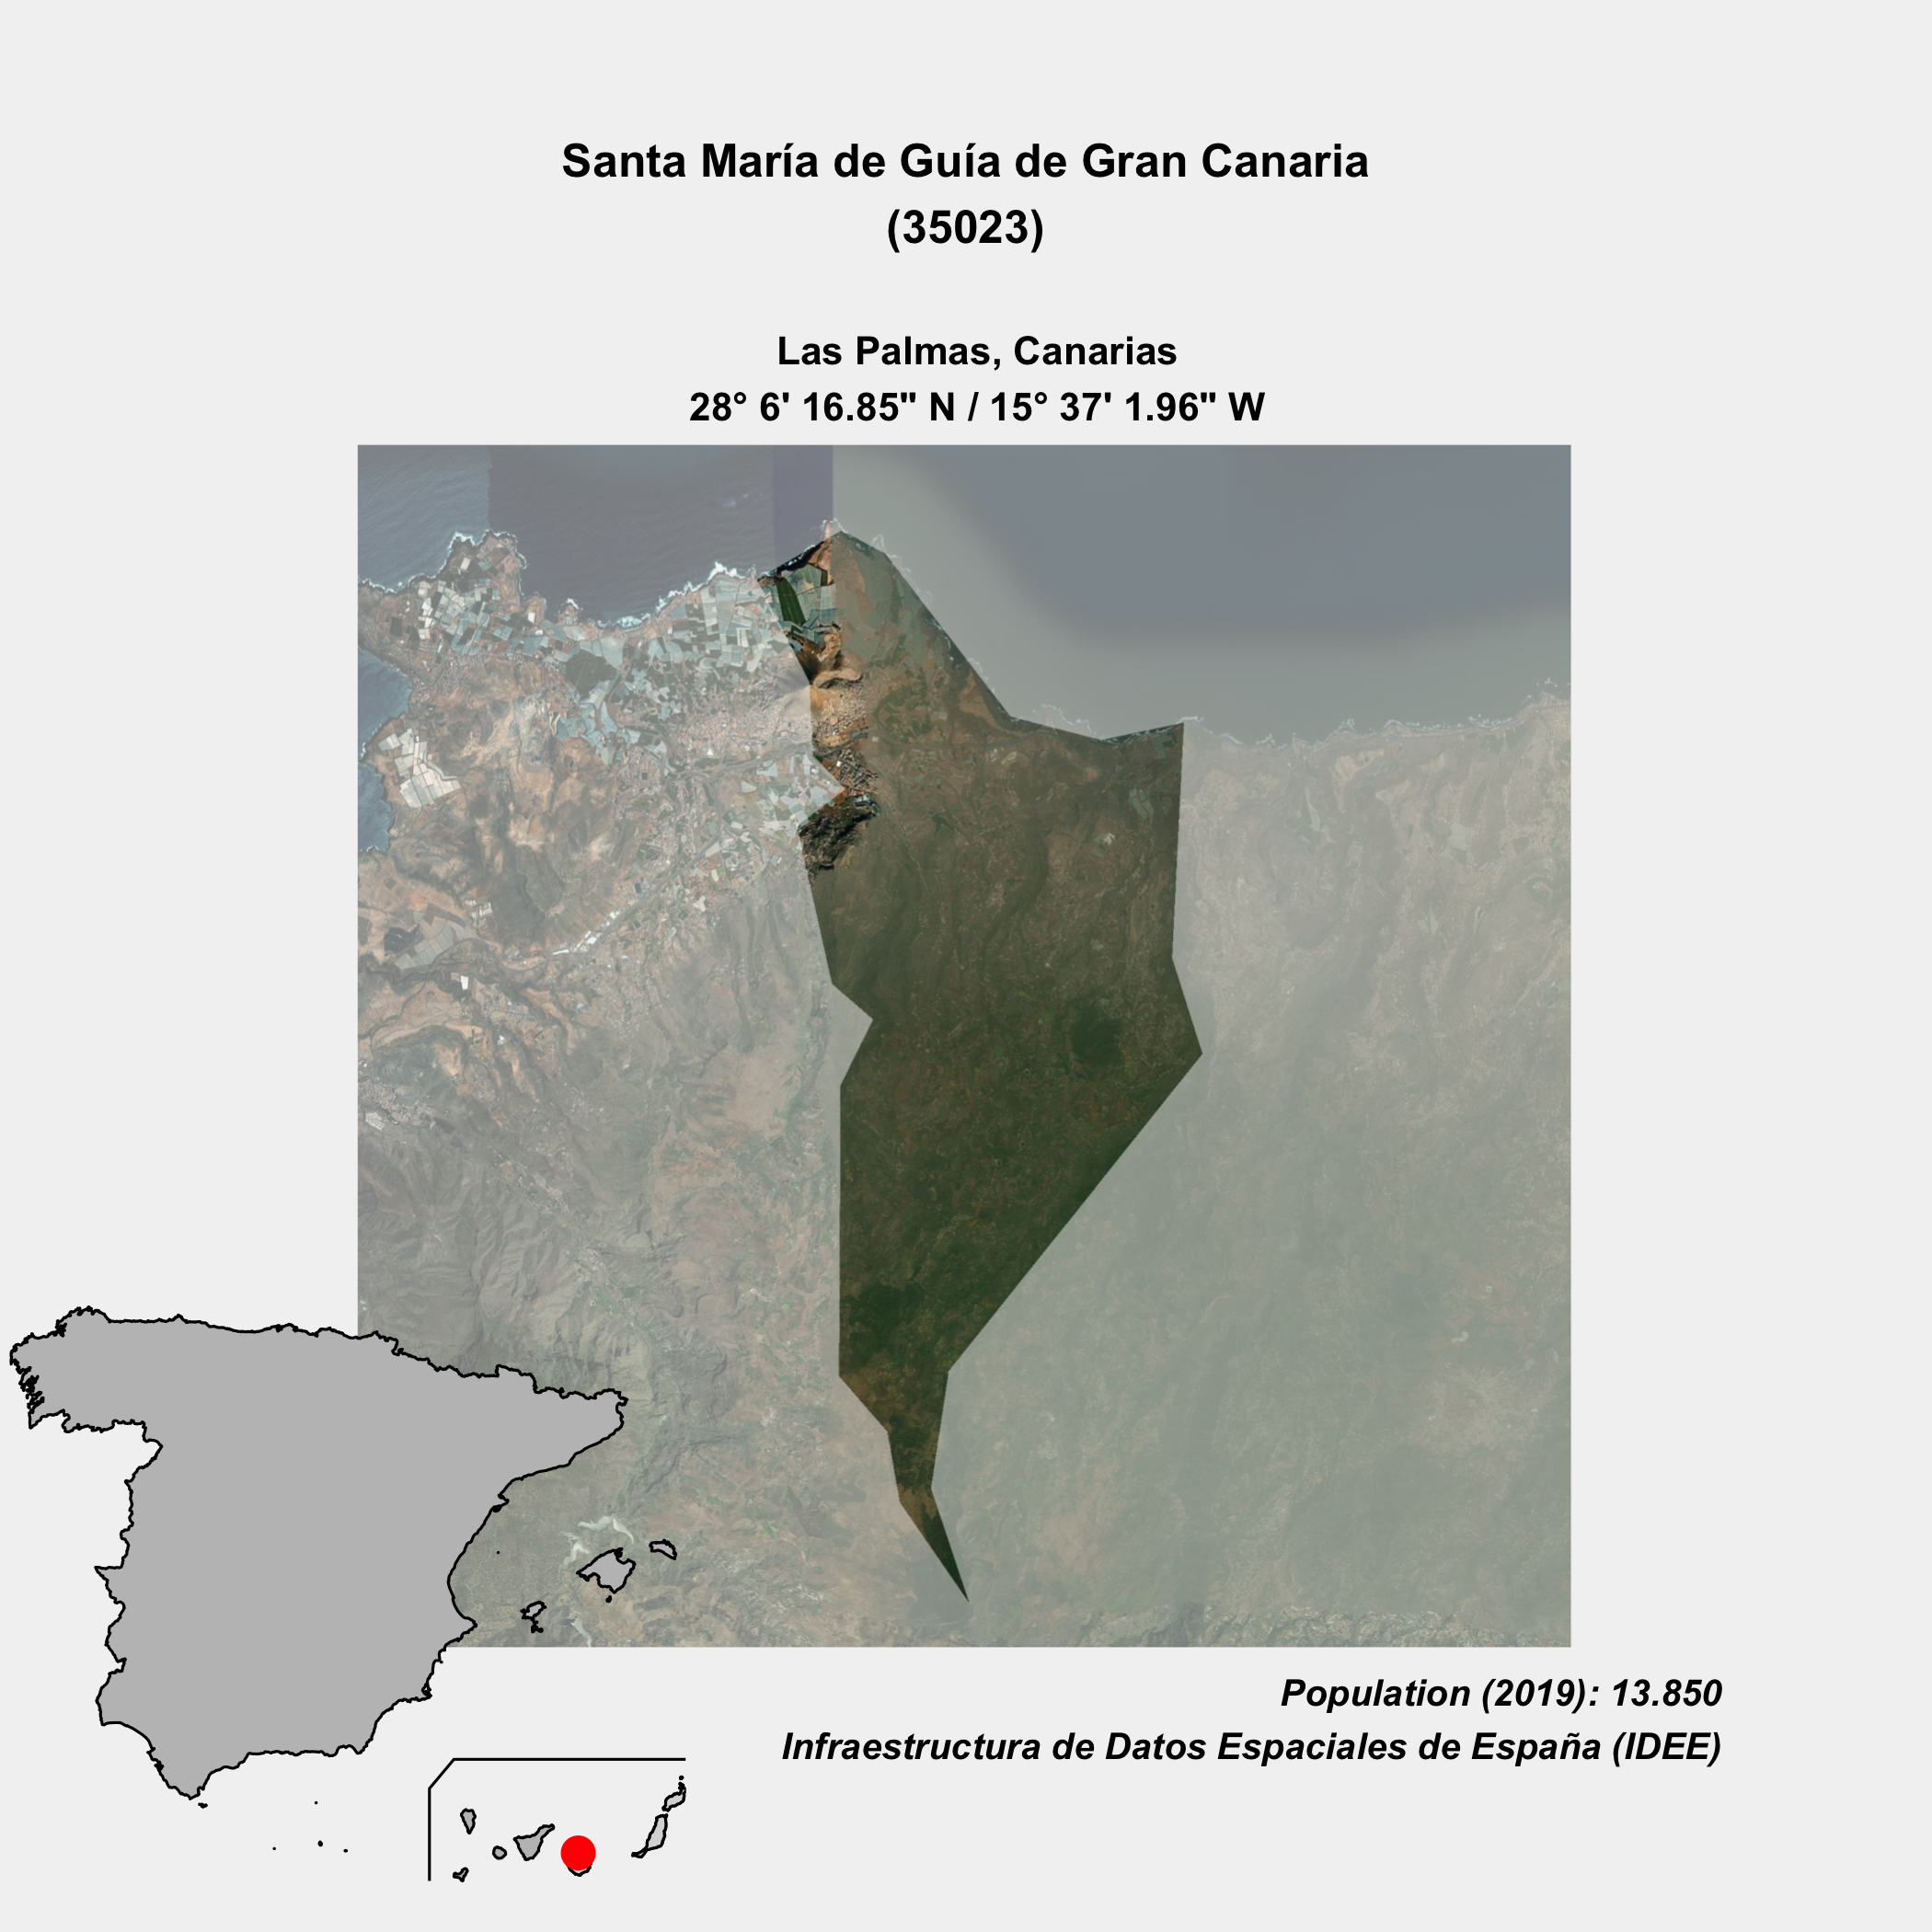 Santa María de Guía de Gran Canaria
(35023)
Las Palmas, Canarias
28° 6' 16.85" N / 15° 37' 1.96" W
Population (2019): 13.850
Infraestructura de Datos Espaciales de España (IDEE)